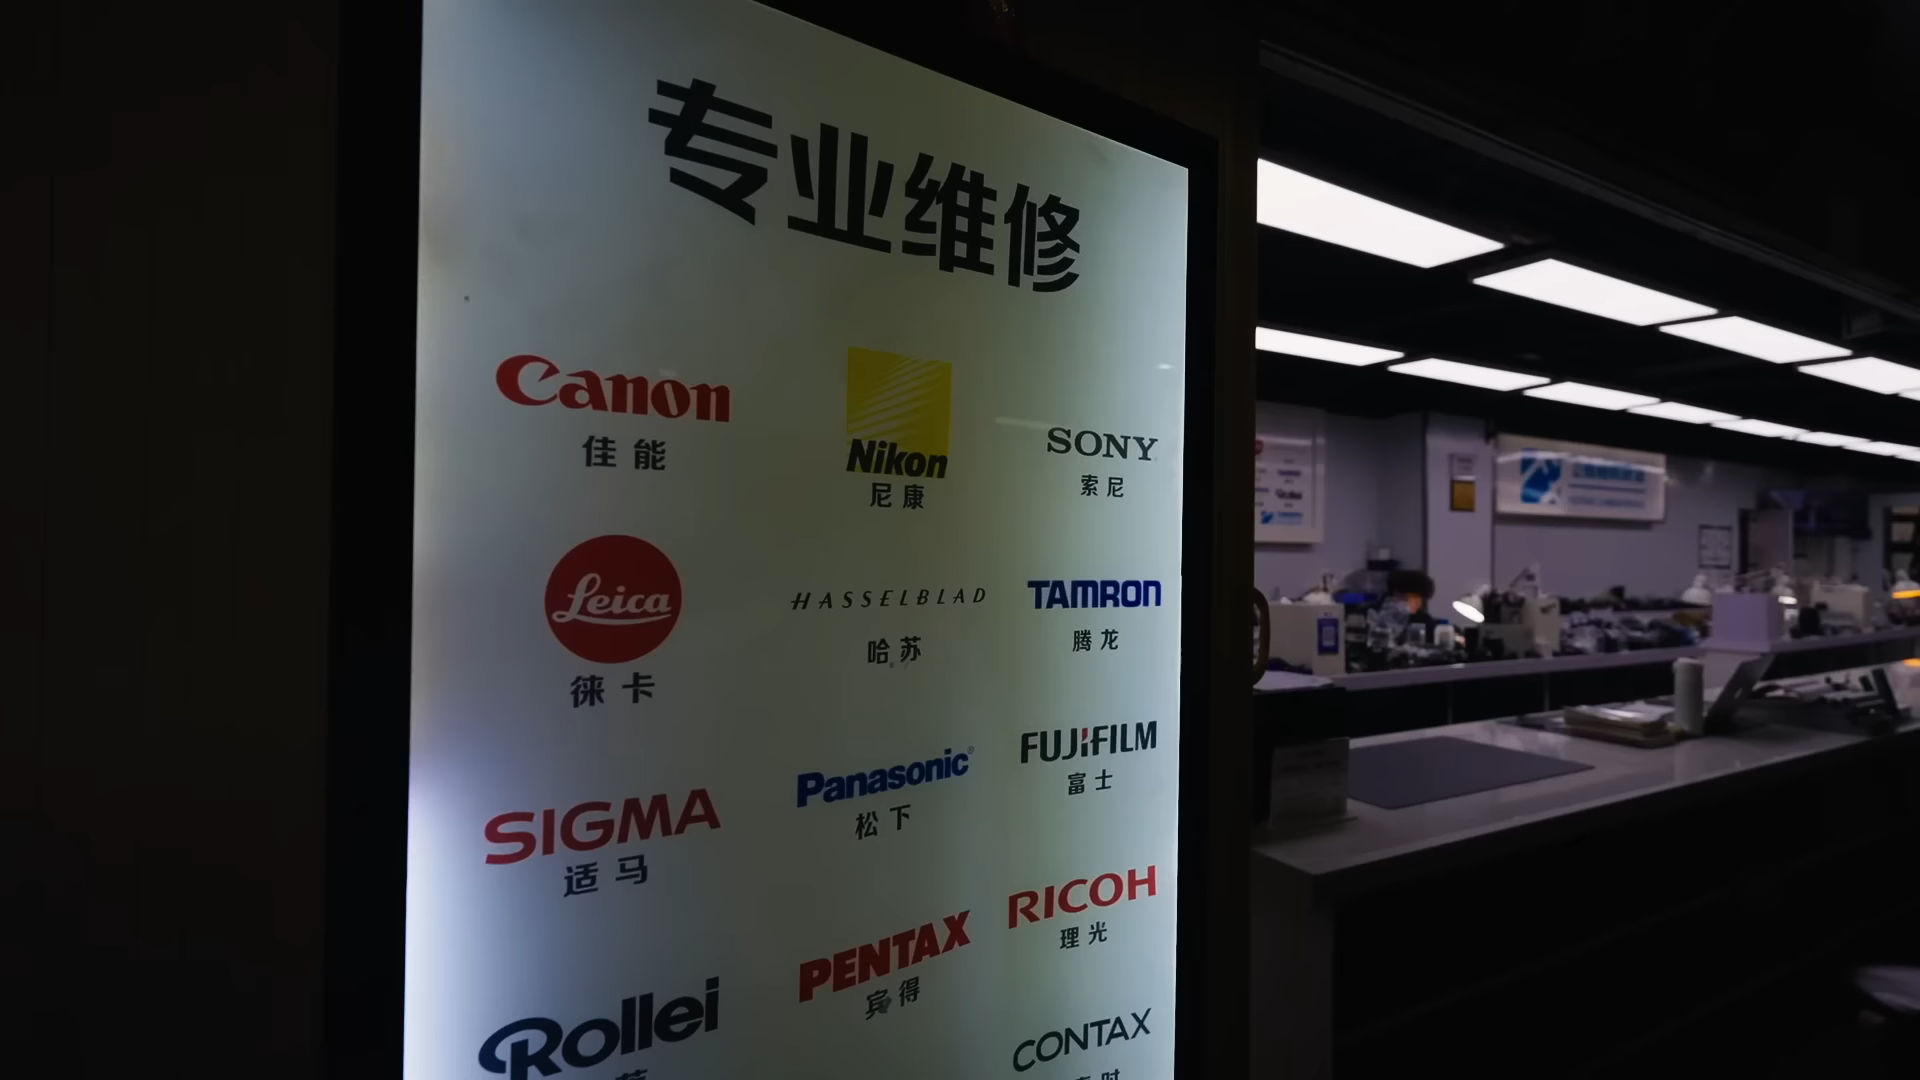 专业维修
Canon
佳能
Nikon
尼康
SONY
索尼
Leica
徕卡
HASSELBLAD
哈苏
TAMRON
腾龙
SIGMA
适马
Panasonic
松下
FUJIFILM
富士
Rollei
PENTAX
宾得
RICOH
理光
CONTAX